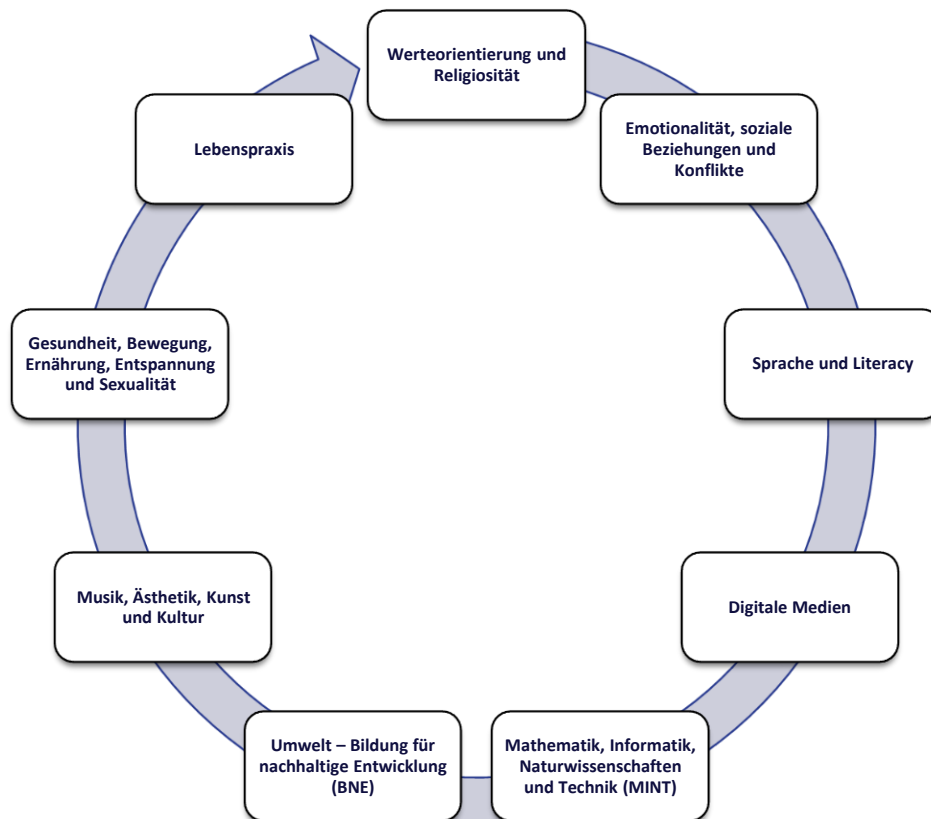 Werteorientierung und
Religiosität
Emotionalität, soziale
Beziehungen und
Konflikte
Sprache und Literacy
Digitale Medien
Mathematik, Informatik,
Naturwissenschaften
und Technik (MINT)
Umwelt – Bildung für
nachhaltige Entwicklung
(BNE)
Musik, Ästhetik, Kunst
und Kultur
Gesundheit, Bewegung,
Ernährung, Entspannung
und Sexualität
Lebenspraxis